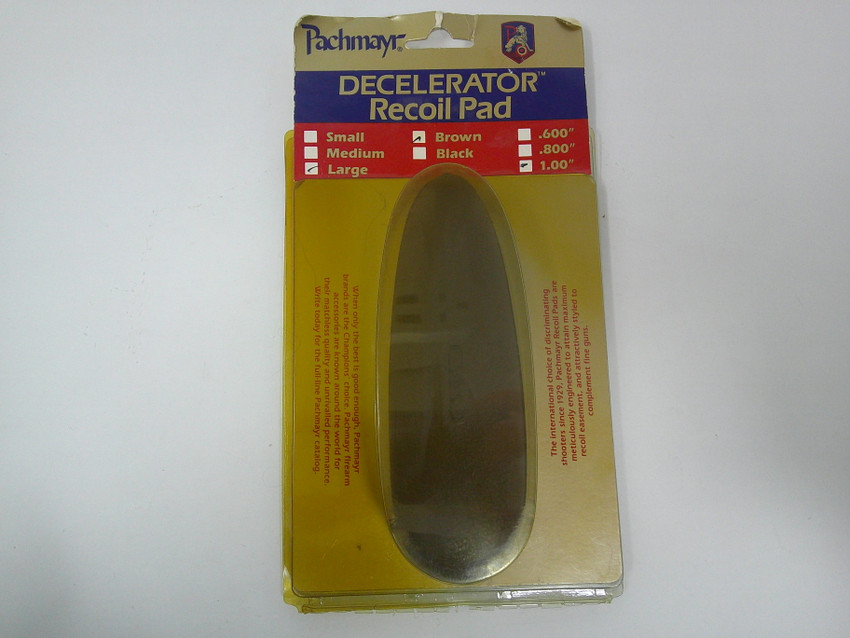 Pachmayr®
DECELERATOR™
Recoil Pad
Small
Medium
Large
Brown
Black
.600"
.800"
1.00"
When only the best is good enough, Pachmayr
brands are the Champions' choice. Pachmayr firearm
accessories are known around the world for
their matchless quality and unrivalled performance.
Write today for the full-line Pachmayr catalog.
The international choice of discriminating
shooters since 1929, Pachmayr Recoil Pads are
meticulously engineered to attain maximum
recoil easement, and attractively styled to
complement fine guns.